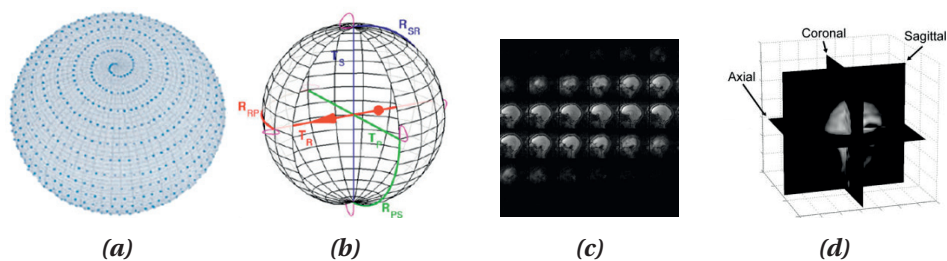 R_SR
T_S
R_RP
T_R
T_P
R_PS
Coronal
Sagittal
Axial
(a)
(b)
(c)
(d)